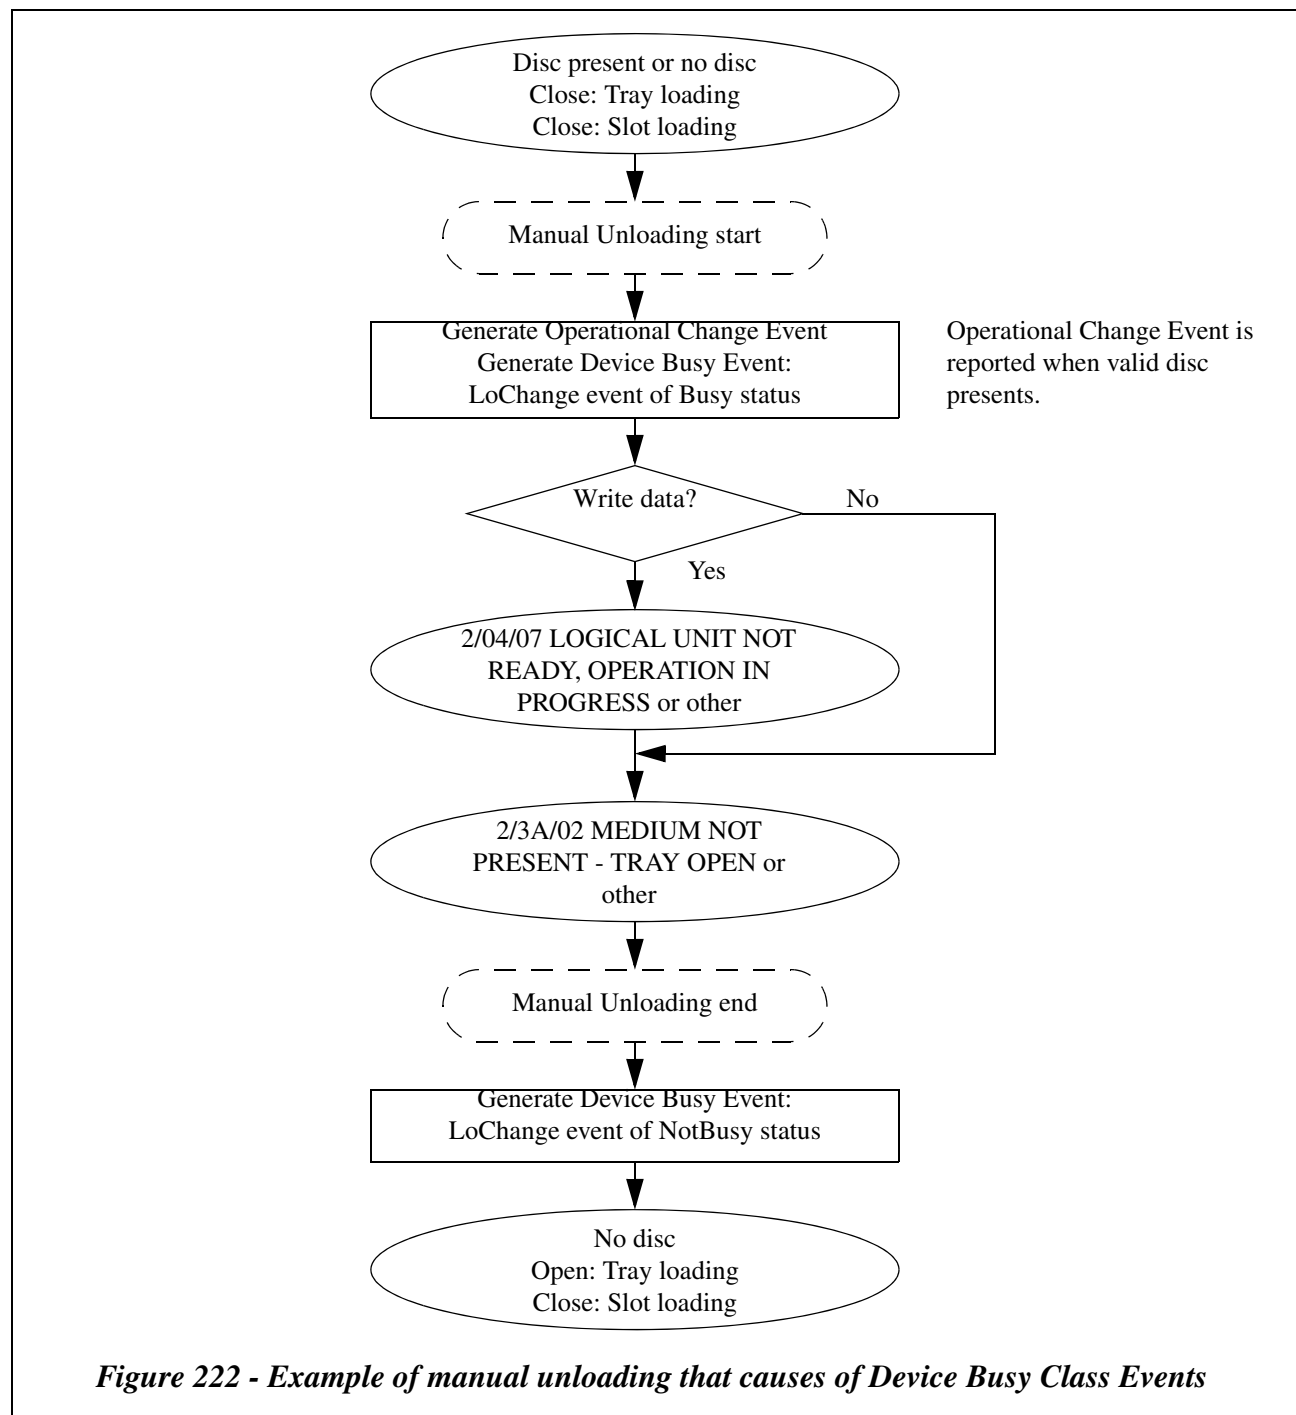 Disc present or no disc
Close: Tray loading
Close: Slot loading
Manual Unloading start
Generate Operational Change Event
Generate Device Busy Event:
LoChange event of Busy status
Operational Change Event is
reported when valid disc
presents.
Write data?
No
Yes
2/04/07 LOGICAL UNIT NOT
READY, OPERATION IN
PROGRESS or other
2/3A/02 MEDIUM NOT
PRESENT - TRAY OPEN or
other
Manual Unloading end
Generate Device Busy Event:
LoChange event of NotBusy status
No disc
Open: Tray loading
Close: Slot loading
Figure 222 - Example of manual unloading that causes of Device Busy Class Events